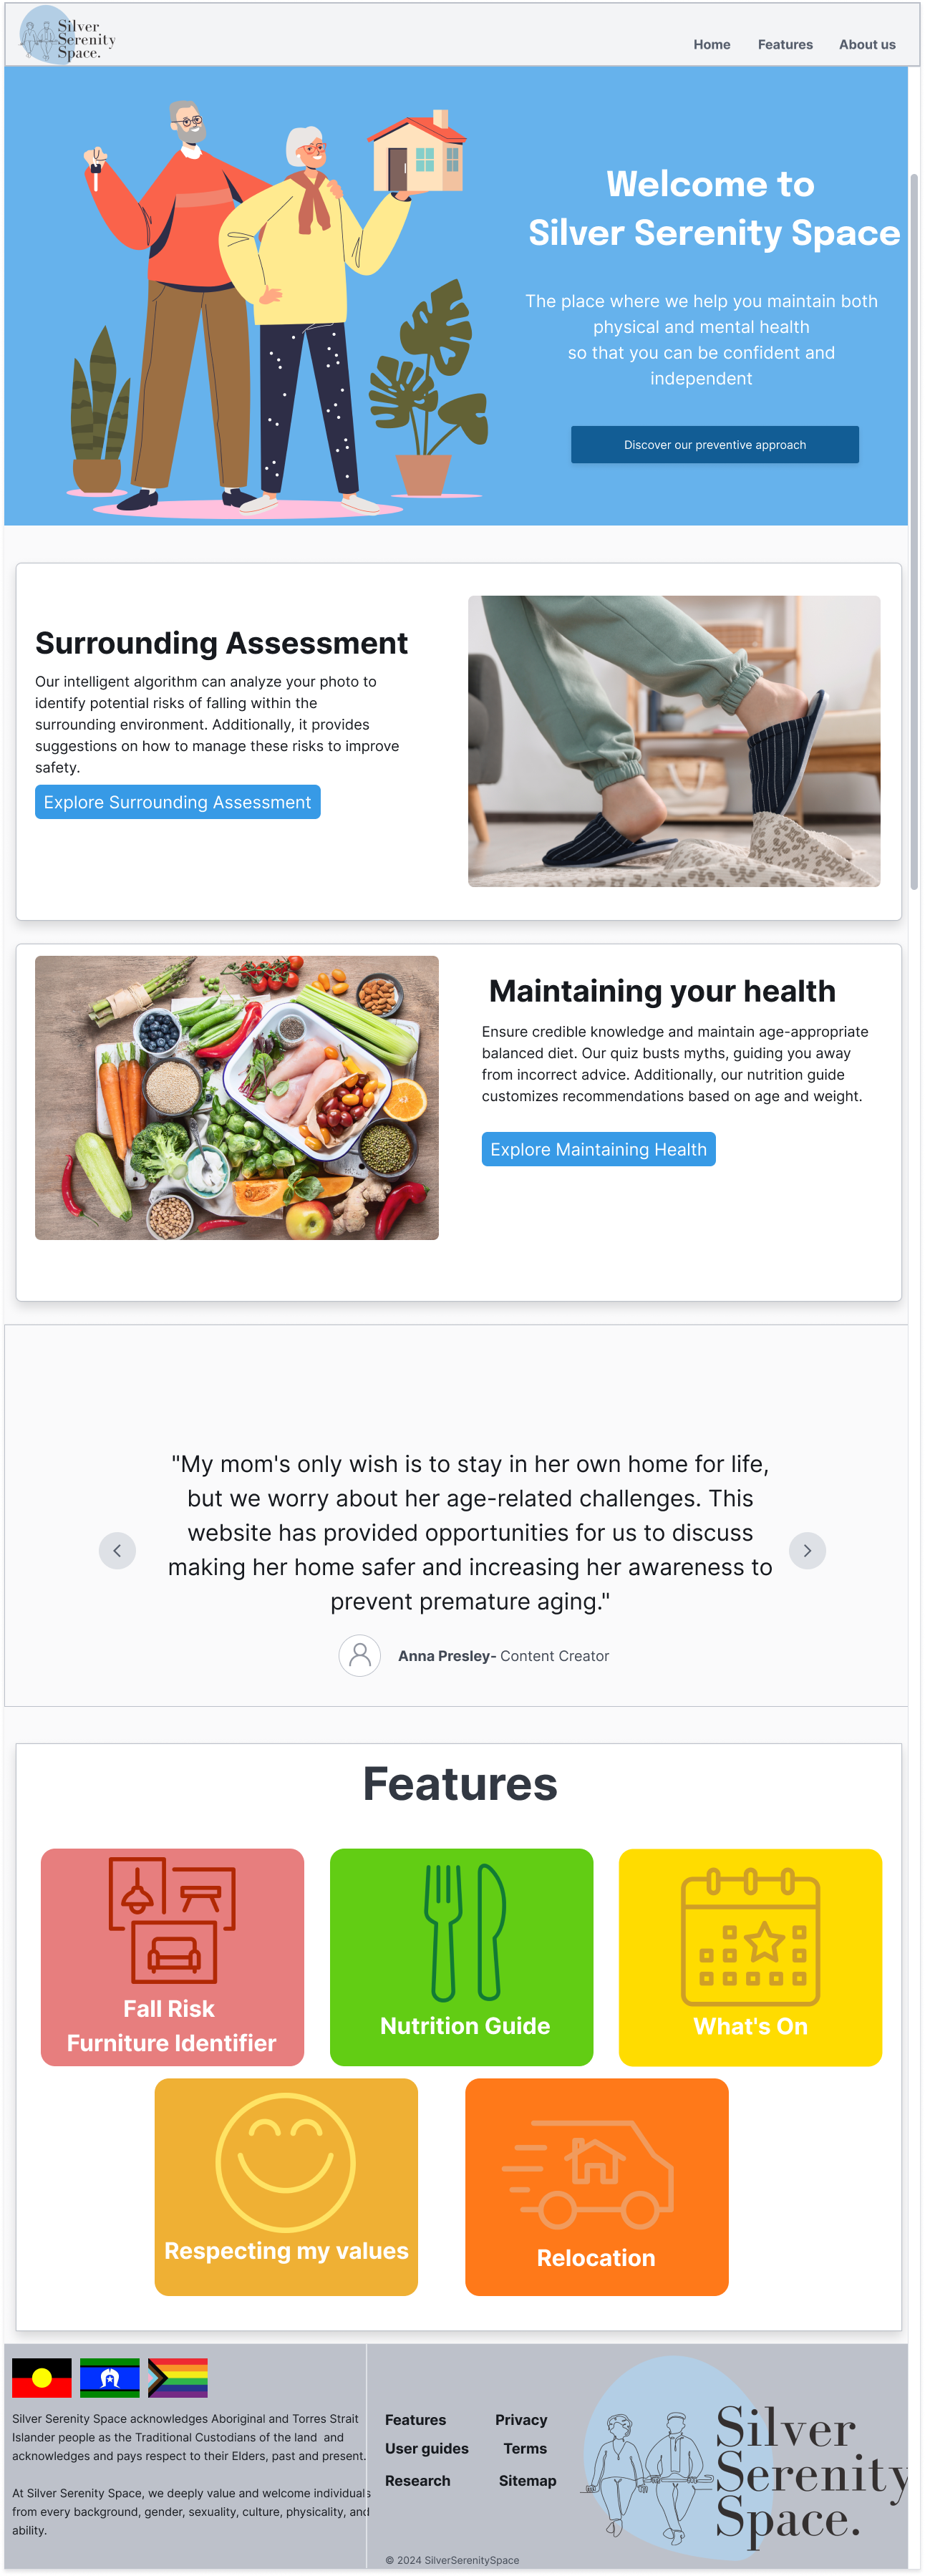 Silver
Serenity
Space.
Home Features About us
Welcome to
Silver Serenity Space
The place where we help you maintain both
physical and mental health
so that you can be confident and
independent
Discover our preventive approach
Surrounding Assessment
Our intelligent algorithm can analyze your photo to
identify potential risks of falling within the
surrounding environment. Additionally, it provides
suggestions on how to manage these risks to improve
safety.
Explore Surrounding Assessment
Maintaining your health
Ensure credible knowledge and maintain age-appropriate
balanced diet. Our quiz busts myths, guiding you away
from incorrect advice. Additionally, our nutrition guide
customizes recommendations based on age and weight.
Explore Maintaining Health
"My mom's only wish is to stay in her own home for life,
but we worry about her age-related challenges. This
website has provided opportunities for us to discuss
making her home safer and increasing her awareness to
prevent premature aging."
Anna Presley- Content Creator
Features
Fall Risk
Furniture Identifier
Nutrition Guide
What's On
Respecting my values
Relocation
Silver Serenity Space acknowledges Aboriginal and Torres Strait
Islander people as the Traditional Custodians of the land and
acknowledges and pays respect to their Elders, past and present.
At Silver Serenity Space, we deeply value and welcome individuals
from every background, gender, sexuality, culture, physicality, and
ability.
Features Privacy
User guides Terms
Research Sitemap
© 2024 SilverSerenitySpace
Silver
Serenity
Space.